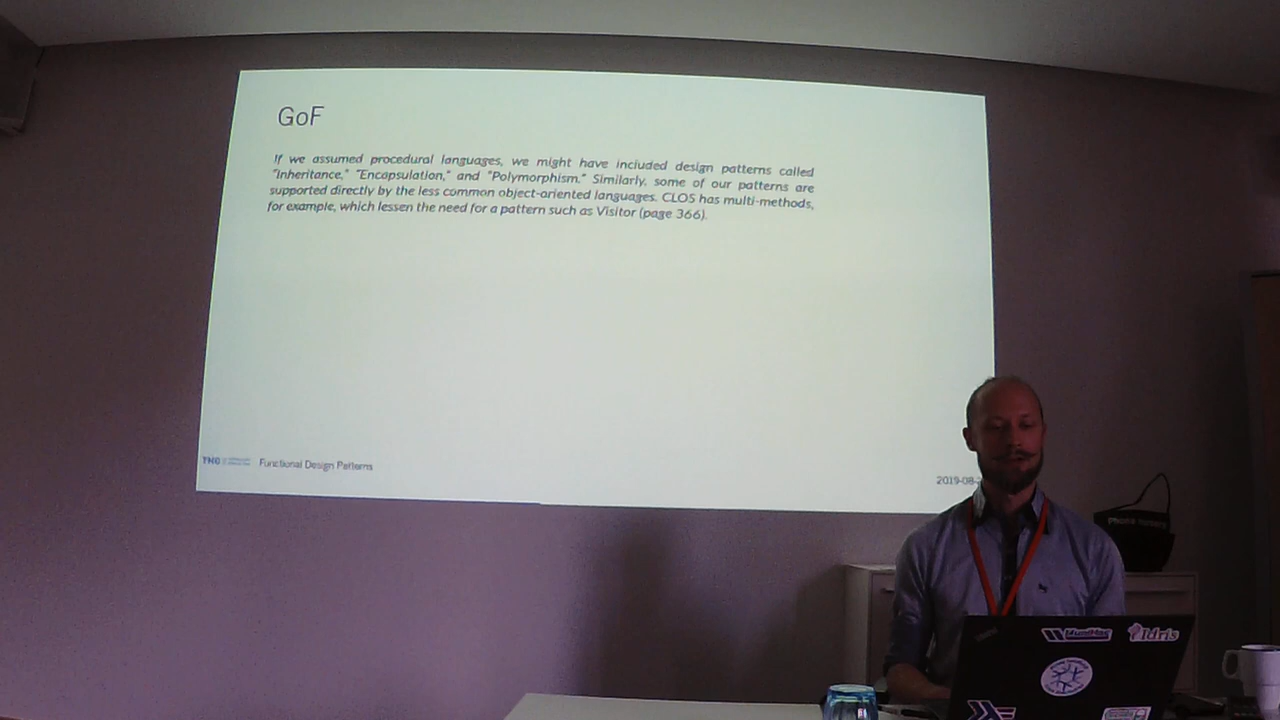 GoF
If we assumed procedural languages, we might have included design patterns called
"Inheritance," "Encapsulation," and "Polymorphism." Similarly, some of our patterns are
supported directly by the less common object-oriented languages. CLOS has multi-methods,
for example, which lessen the need for a pattern such as Visitor (page 366).
TNG
Functional Design Patterns
2019-08-
MuniHac
Idris